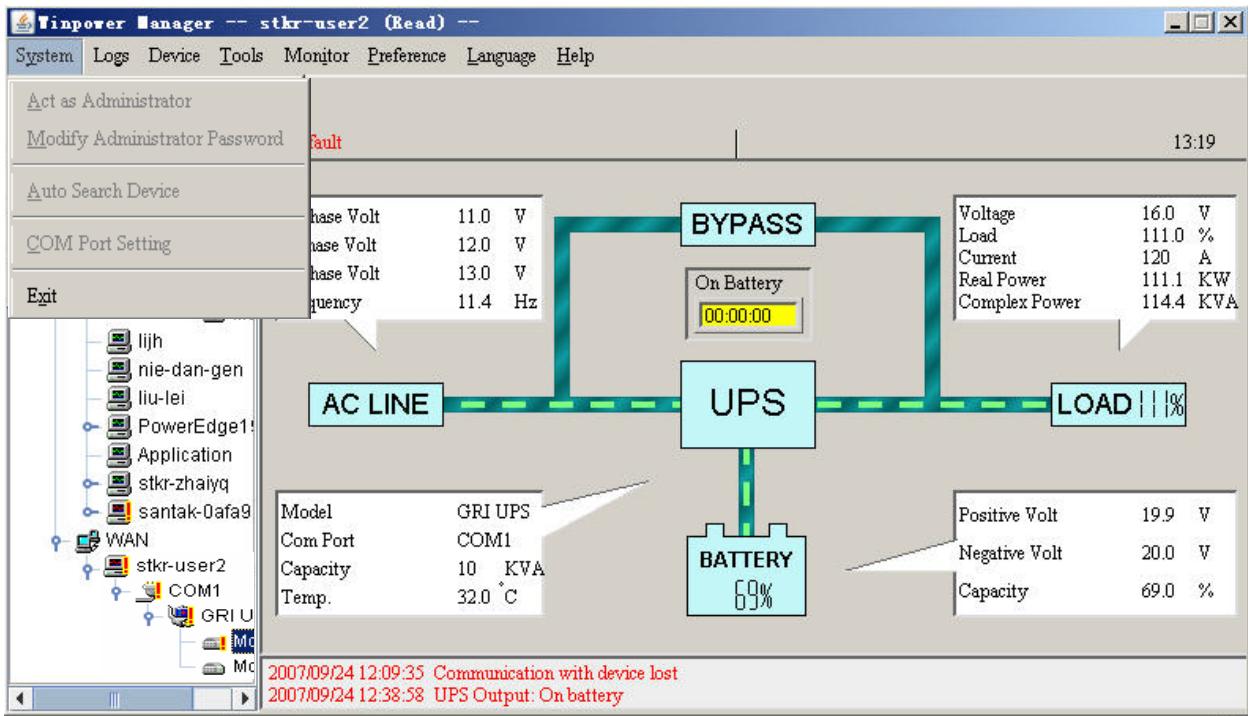 Winpower Manager -- stkr-user2 (Read) --
System Logs Device Tools Monitor Preference Language Help
Act as Administrator
Modify Administrator Password
Auto Search Device
COM Port Setting
Exit
fault
13:19
hase Volt 11.0 V
hase Volt 12.0 V
hase Volt 13.0 V
quency 11.4 Hz
BYPASS
On Battery
00:00:00
Voltage 16.0 V
Load 111.0 %
Current 120 A
Real Power 111.1 KW
Complex Power 114.4 KVA
lijh
nie-dan-gen
liu-lei
PowerEdge1
Application
stkr-zhaiyq
santak-0afa9
WAN
stkr-user2
COM1
GRI U
Mo
Mo
AC LINE
UPS
LOAD 111%
Model GRI UPS
Com Port COM1
Capacity 10 KVA
Temp. 32.0 °C
BATTERY
69%
Positive Volt 19.9 V
Negative Volt 20.0 V
Capacity 69.0 %
2007/09/24 12:09:35 Communication with device lost
2007/09/24 12:38:58 UPS Output: On battery